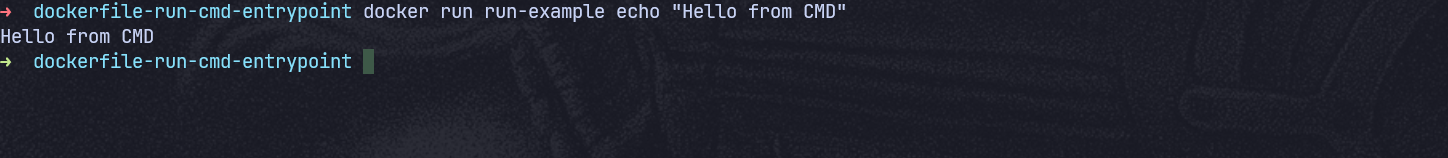 ➜ dockerfile-run-cmd-entrypoint docker run run-example echo "Hello from CMD"
Hello from CMD
➜ dockerfile-run-cmd-entrypoint